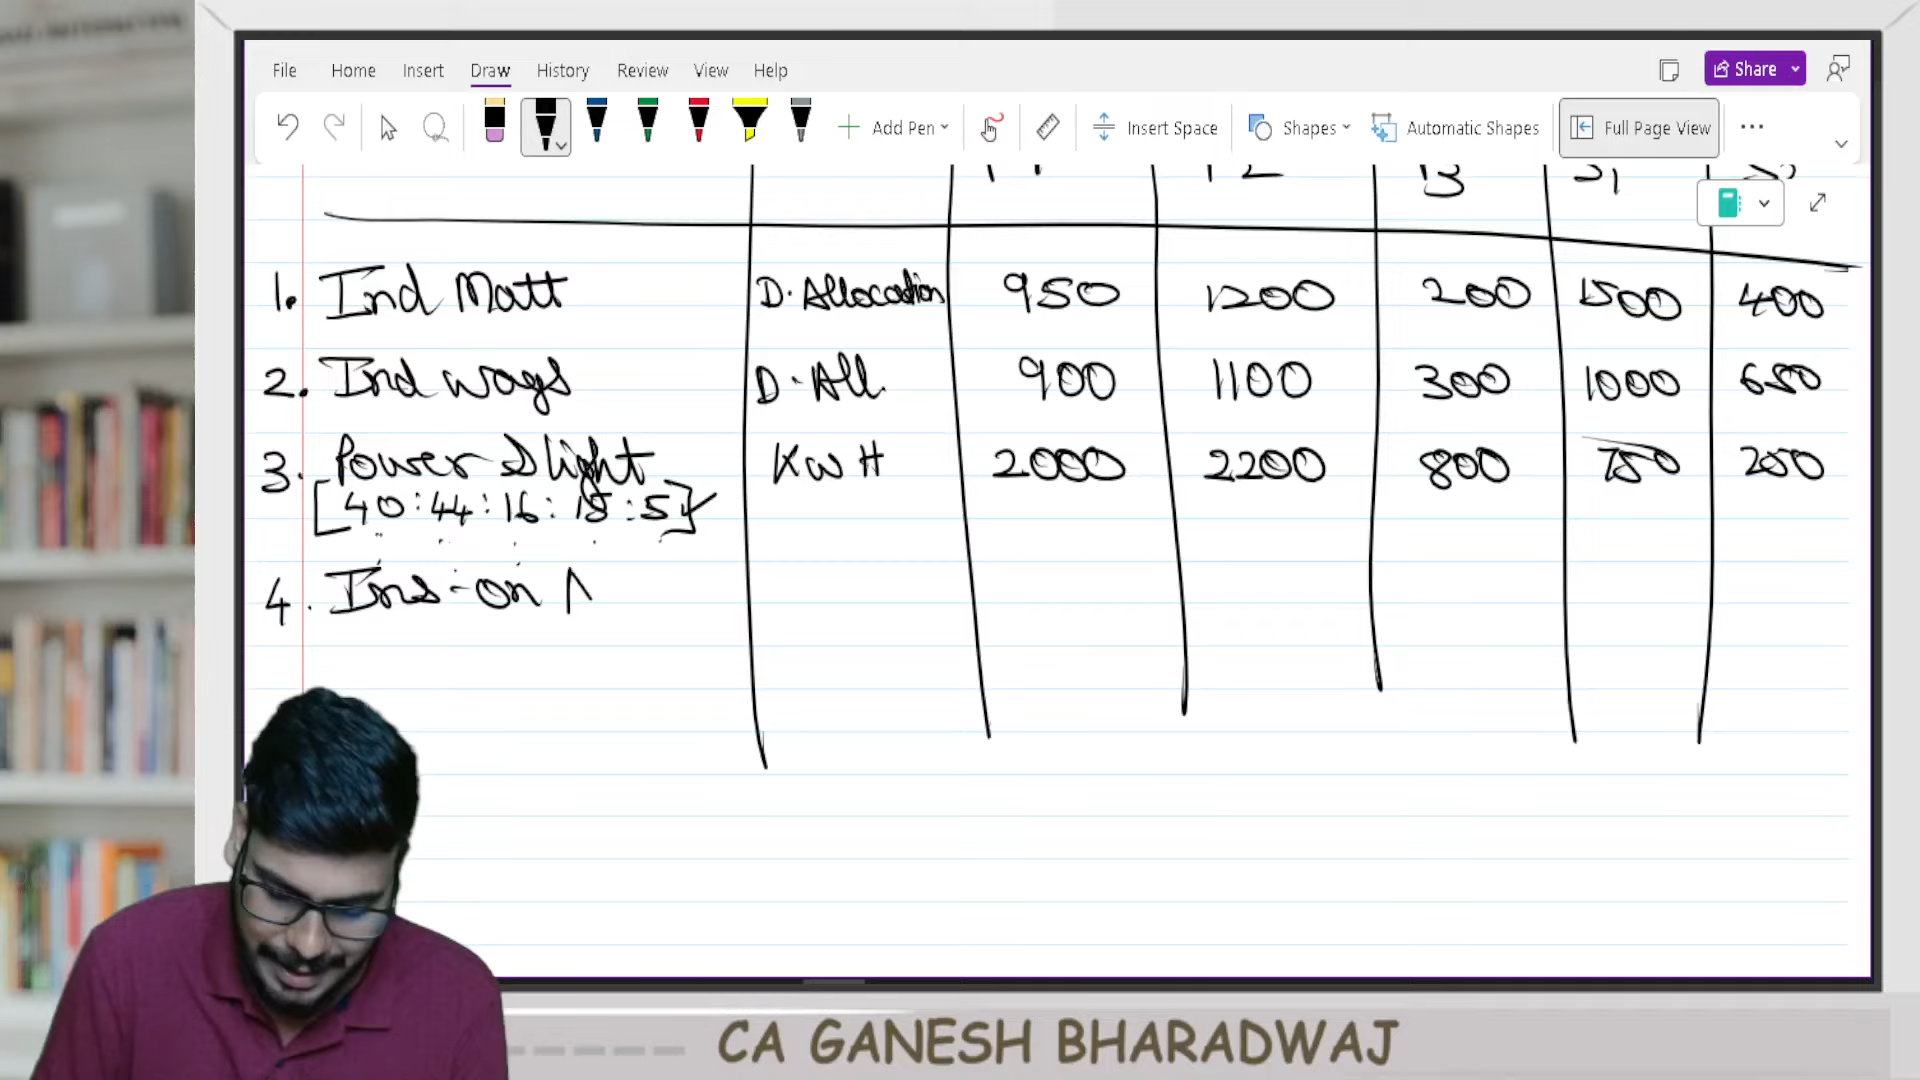 File Home Insert Draw History Review View Help Share
Add Pen Insert Space Shapes Automatic Shapes Full Page View
1. Ind Matt D. Allocation 950 1200 200 1500 400
2. Ind wags D. All. 900 1100 300 1000 650
3. Power & light KWH 2000 2200 800 750 250
[40:44:16:15:5]
4. Ins-on
CA GANESH BHARADWAJ